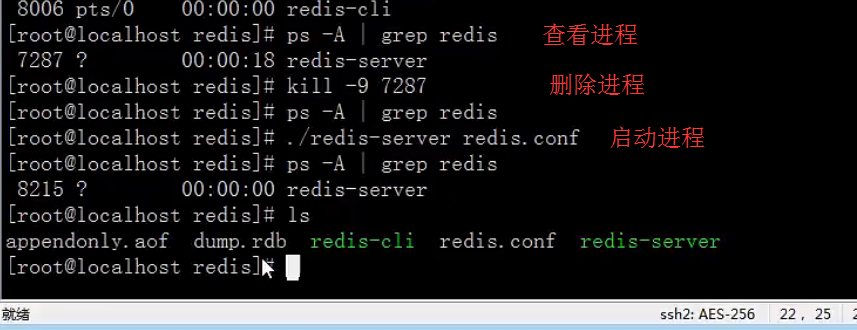 8006 pts/0    00:00:00 redis-cli
[root@localhost redis]# ps -A | grep redis 查看进程
7287 ?        00:00:18 redis-server
[root@localhost redis]# kill -9 7287 删除进程
[root@localhost redis]# ps -A | grep redis
[root@localhost redis]# ./redis-server redis.conf 启动进程
[root@localhost redis]# ps -A | grep redis
8215 ?        00:00:00 redis-server
[root@localhost redis]# ls
appendonly.aof  dump.rdb  redis-cli  redis.conf  redis-server
[root@localhost redis]#
就绪 ssh2: AES-256 22, 25